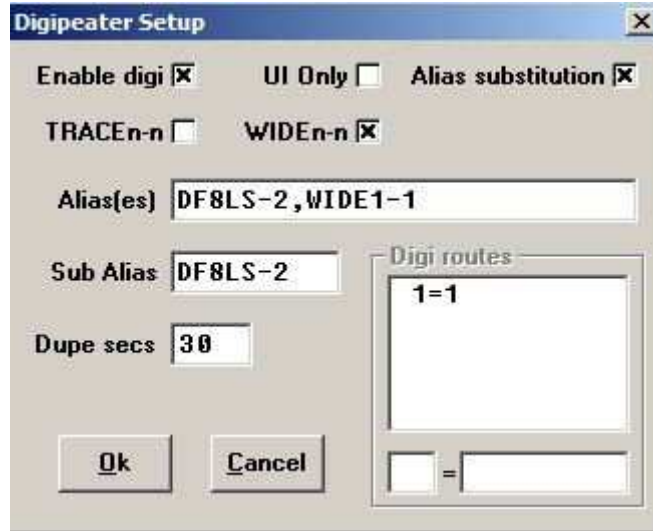 Digipeater Setup
Enable digi UI Only Alias substitution
TRACEn-n WIDEn-n
Alias(es) DF8LS-2,WIDE1-1
Sub Alias DF8LS-2
Digi routes
1=1
Dupe secs 30
Ok Cancel
=